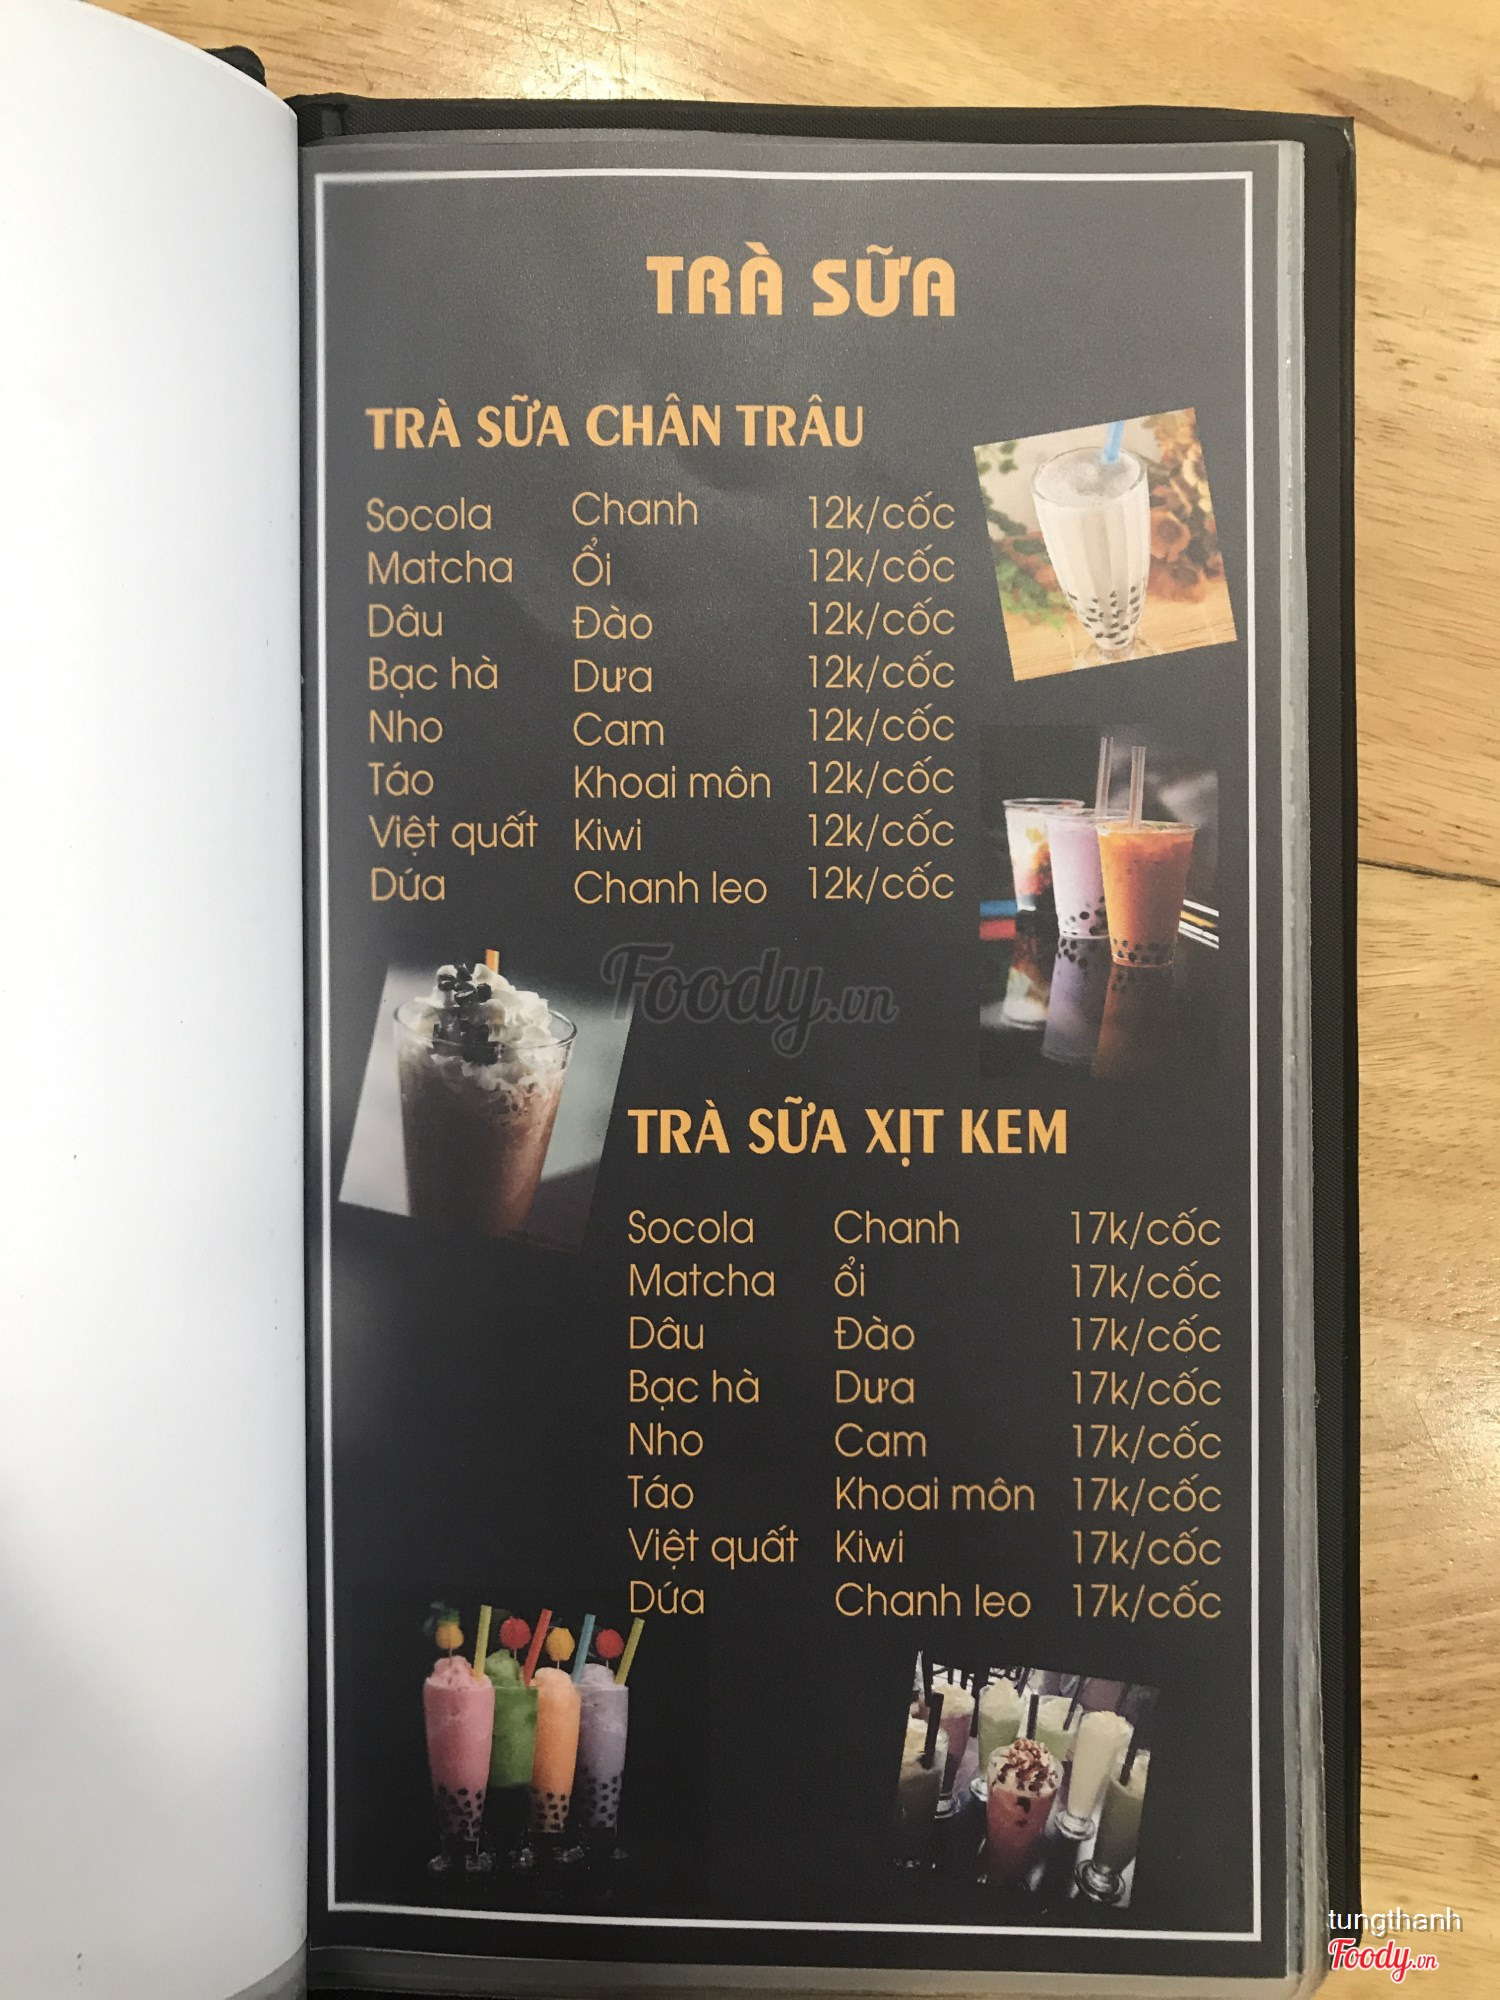 TRÀ SỮA
TRÀ SỮA CHÂN TRÂU
Socola Chanh 12k/cốc
Matcha Ổi 12k/cốc
Dâu Đào 12k/cốc
Bạc hà Dưa 12k/cốc
Nho Cam 12k/cốc
Táo Khoai môn 12k/cốc
Việt quất Kiwi 12k/cốc
Dứa Chanh leo 12k/cốc
Foody.vn
TRÀ SỮA XỊT KEM
Socola Chanh 17k/cốc
Matcha ổi 17k/cốc
Dâu Đào 17k/cốc
Bạc hà Dưa 17k/cốc
Nho Cam 17k/cốc
Táo Khoai môn 17k/cốc
Việt quất Kiwi 17k/cốc
Dứa Chanh leo 17k/cốc
tungthanh
Foody.vn